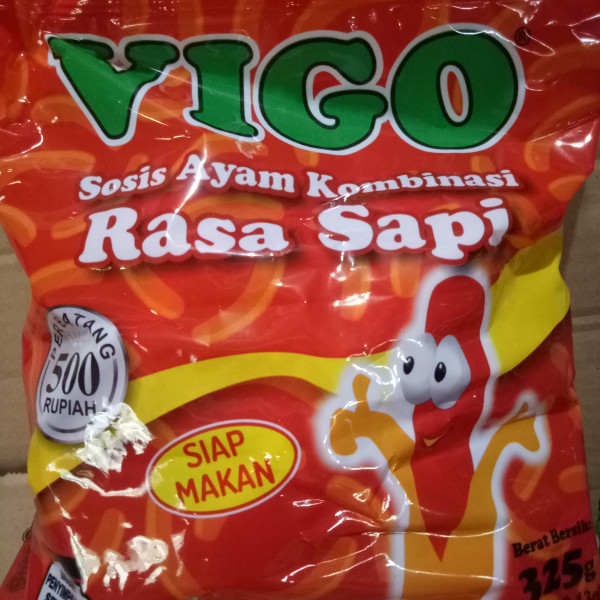 VIGO®
Sosis Ayam Kombinasi
Rasa Sapi
PERBATANG
500
RUPIAH
SIAP
MAKAN
Berat Bersih:
325g